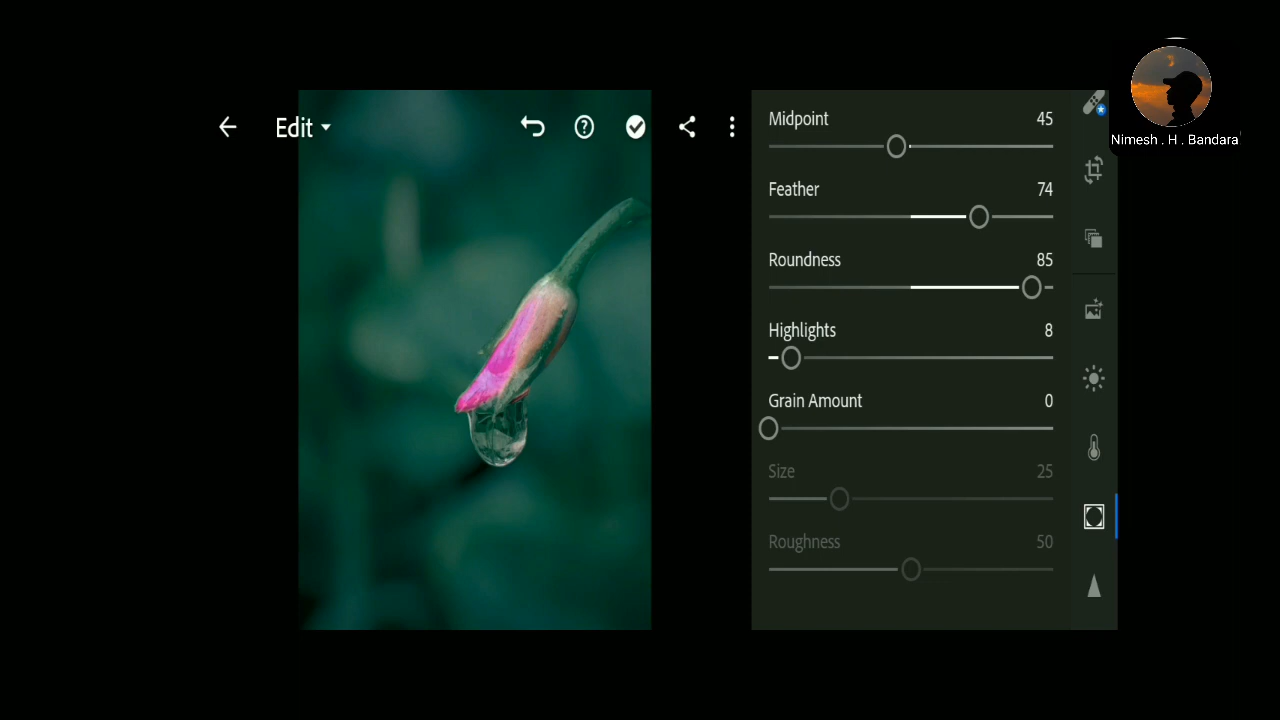 Edit
Midpoint 45
Feather 74
Roundness 85
Highlights 8
Grain Amount 0
Size 25
Roughness 50
Nimesh . H . Bandara